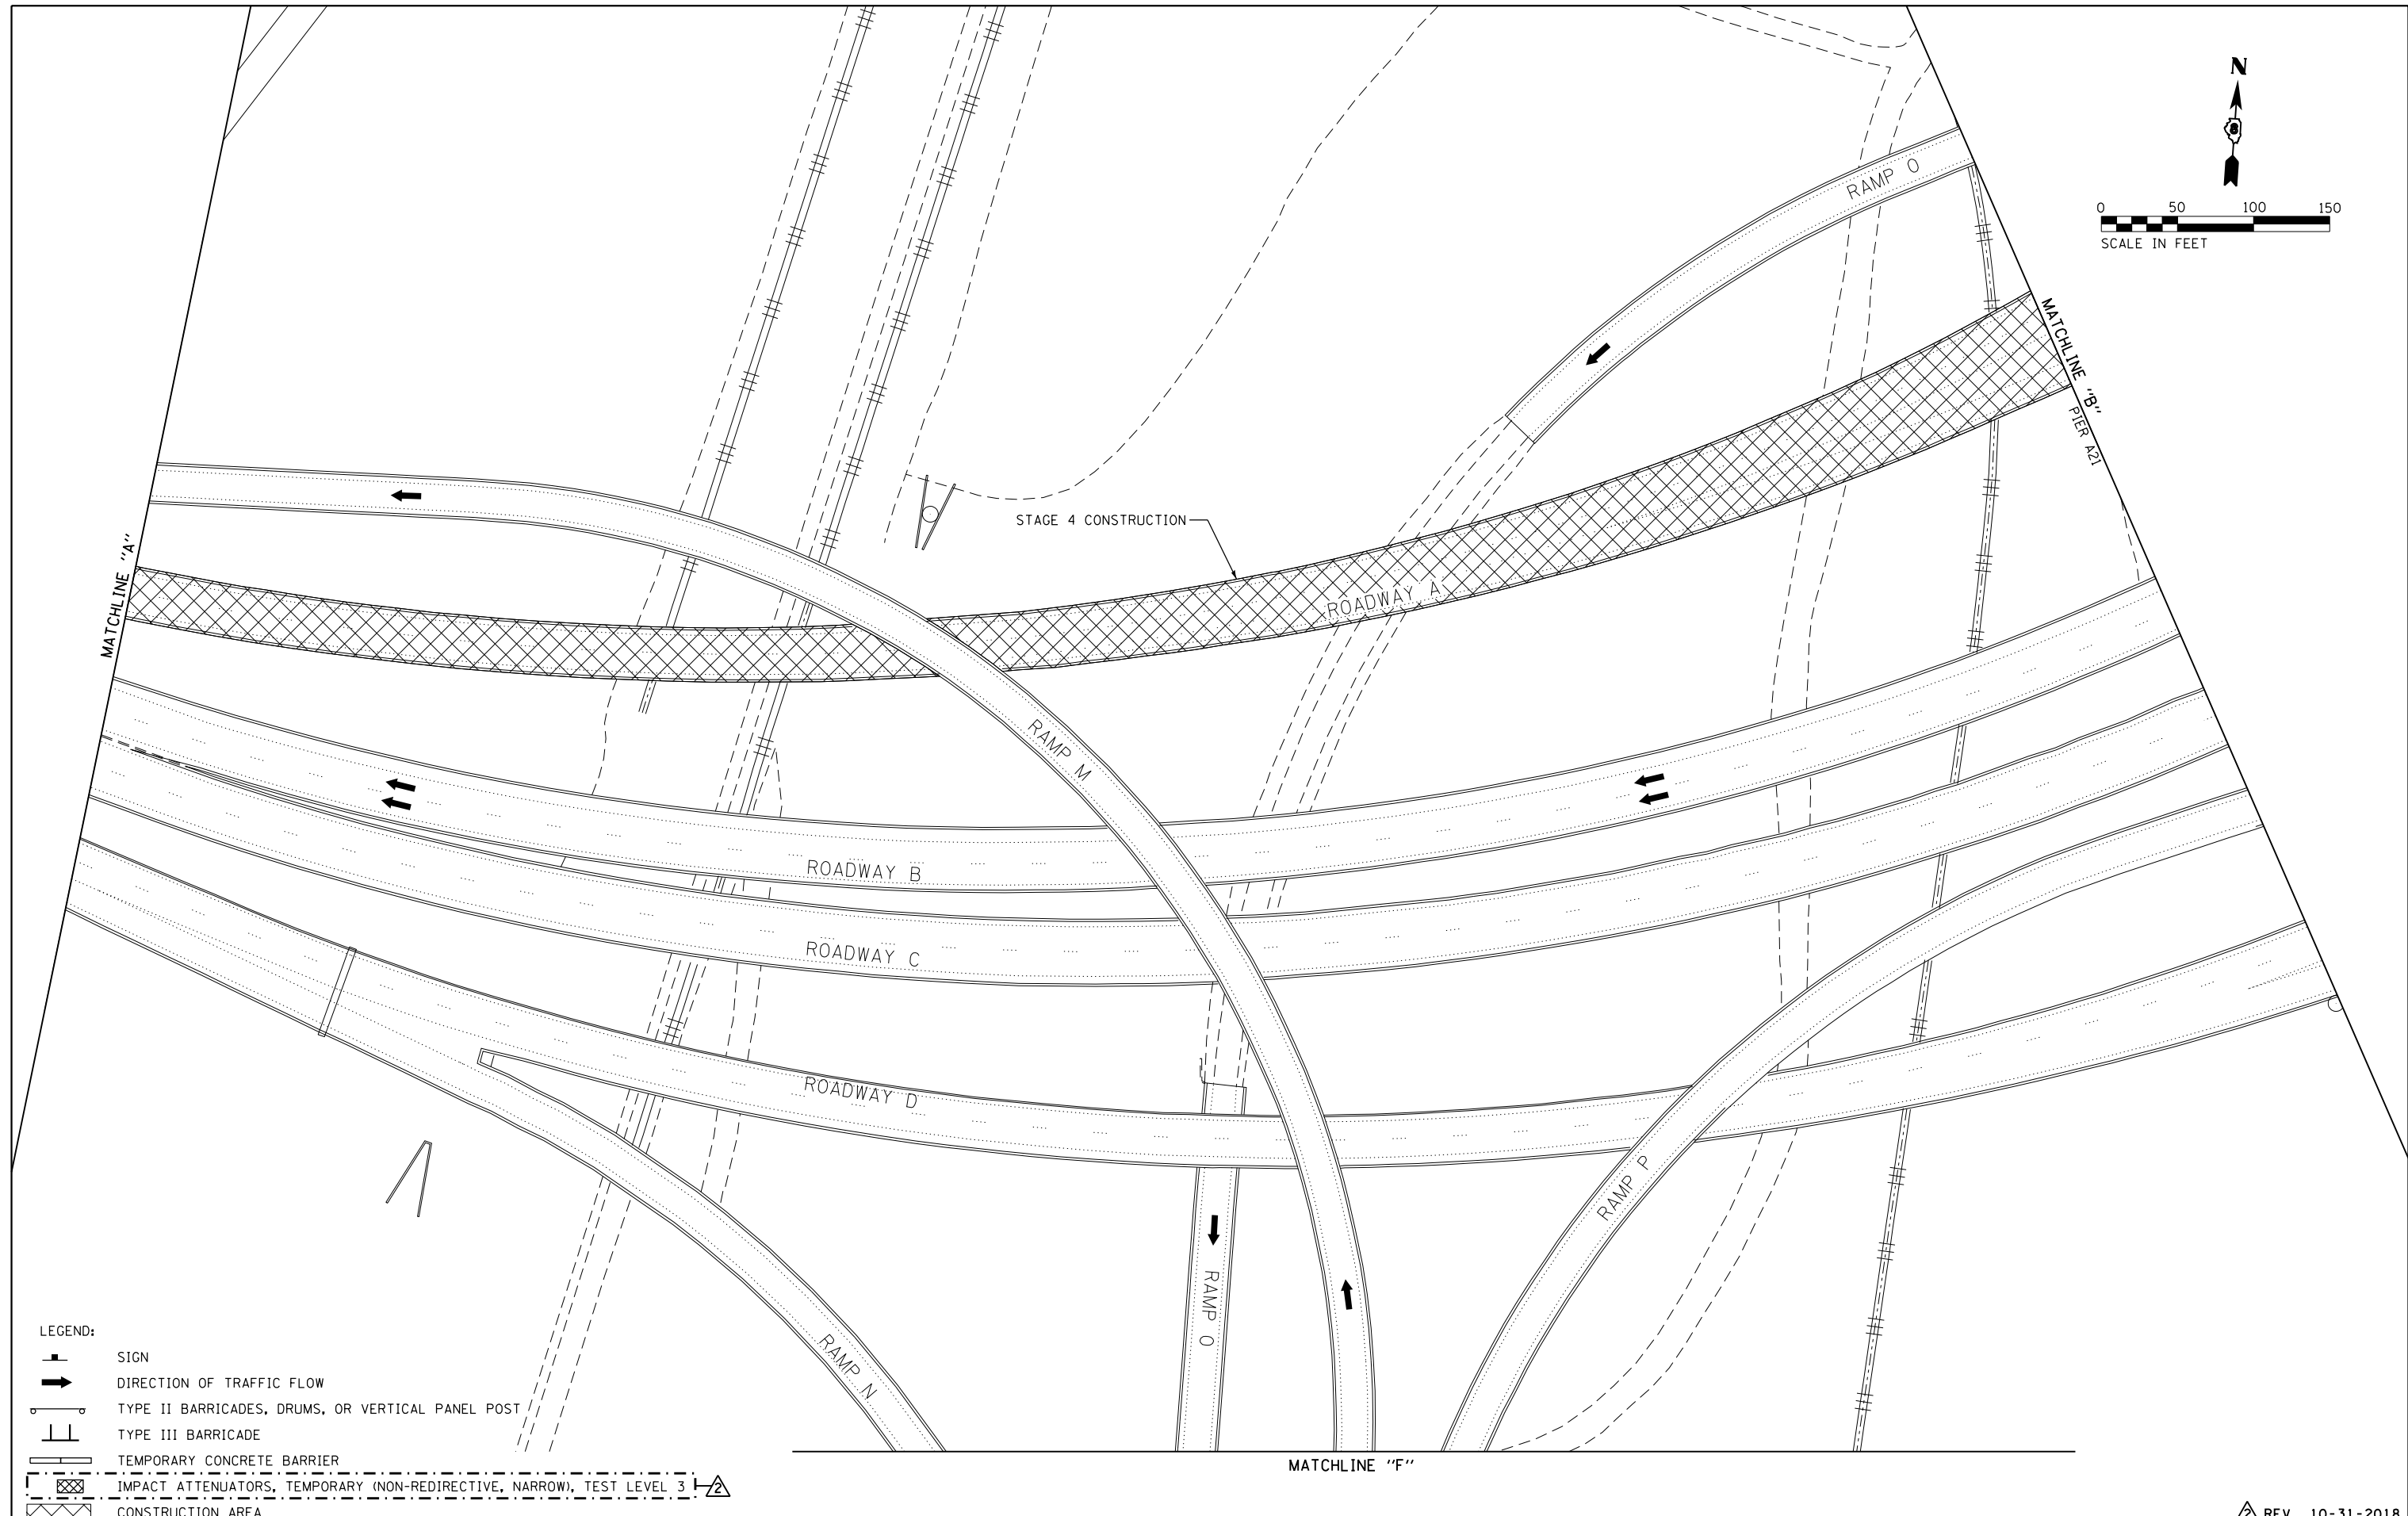 N
8
0 50 100 150
SCALE IN FEET
RAMP O
MATCHLINE "B"
PIER A21
STAGE 4 CONSTRUCTION
MATCHLINE "A"
ROADWAY A
RAMP M
ROADWAY B
ROADWAY C
ROADWAY D
RAMP P
RAMP O
RAMP N
MATCHLINE "F"
LEGEND:
SIGN
DIRECTION OF TRAFFIC FLOW
TYPE II BARRICADES, DRUMS, OR VERTICAL PANEL POST
TYPE III BARRICADE
TEMPORARY CONCRETE BARRIER
IMPACT ATTENUATORS, TEMPORARY (NON-REDIRECTIVE, NARROW), TEST LEVEL 3 2
CONSTRUCTION AREA
2 REV. 10-31-2018